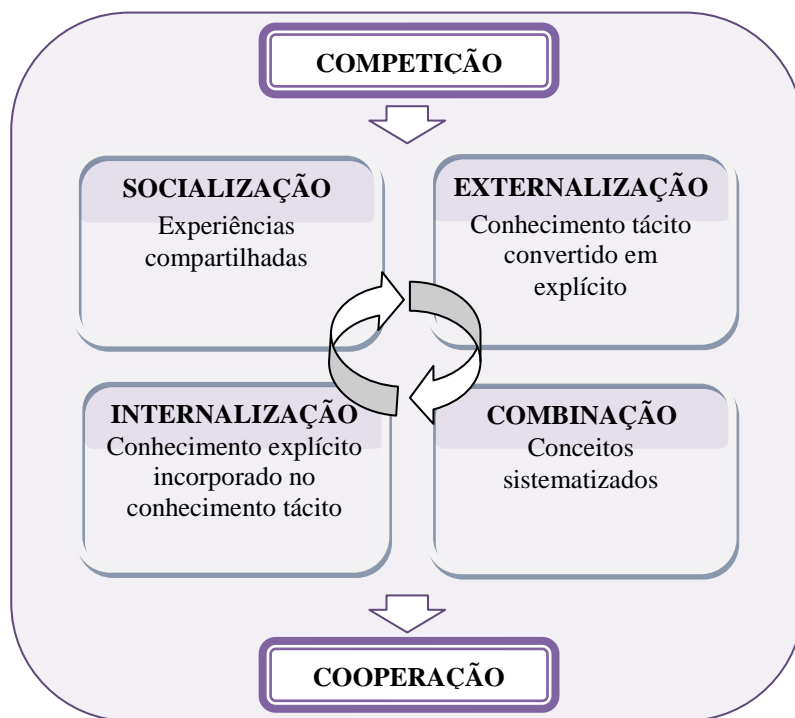 COMPETIÇÃO
SOCIALIZAÇÃO
Experiências
compartilhadas
EXTERNALIZAÇÃO
Conhecimento tácito
convertido em
explícito
INTERNALIZAÇÃO
Conhecimento explícito
incorporado no
conhecimento tácito
COMBINAÇÃO
Conceitos
sistematizados
COOPERAÇÃO